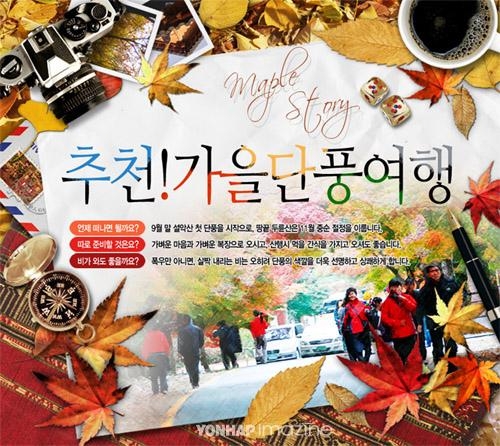 Maple
Story
추천!가을단풍여행
언제 떠나면 될까요? 9월 말 설악산 첫 단풍을 시작으로, 땅끝 두륜산은 11월 중순 절정을 이룹니다.
따로 준비할 것은요? 가벼운 마음과 가벼운 복장으로 오시고, 산행시 먹을 간식을 가지고 오셔도 좋습니다.
비가 와도 좋을까요? 폭우만 아니면, 살짝 내리는 비는 오히려 단풍의 색깔을 더욱 선명하고 상쾌하게 합니다.
YONHAP imazine